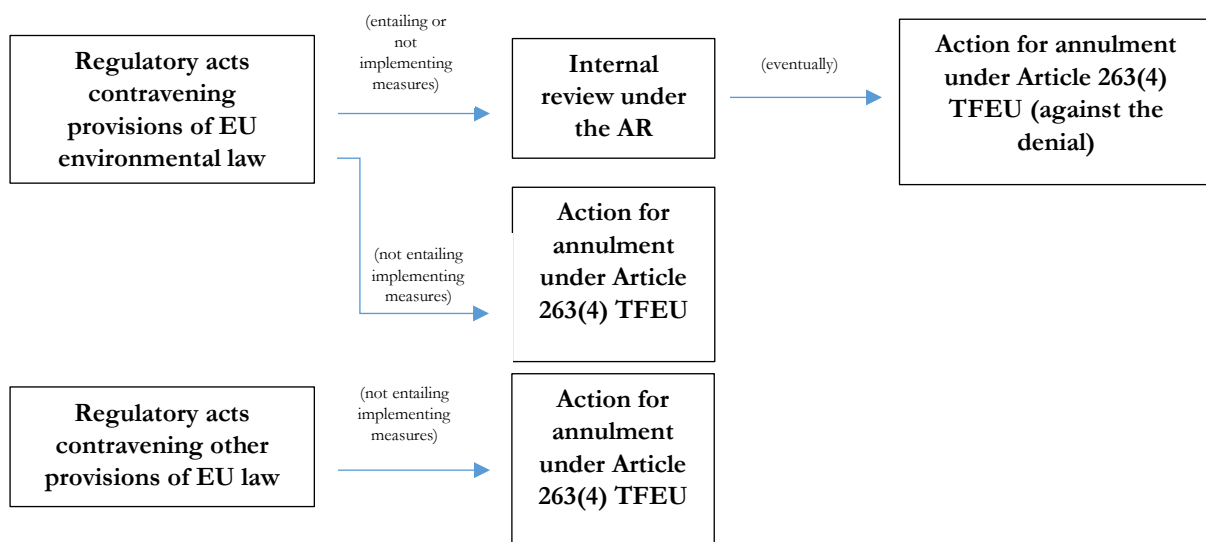 Regulatory acts
contravening
provisions of EU
environmental law
(entailing or
not
implementing
measures)
Internal
review under
the AR
(eventually)
Action for annulment
under Article 263(4)
TFEU (against the
denial)
(not entailing
implementing
measures)
Action for
annulment
under Article
263(4) TFEU
Regulatory acts
contravening other
provisions of EU law
(not entailing
implementing
measures)
Action for
annulment
under Article
263(4) TFEU